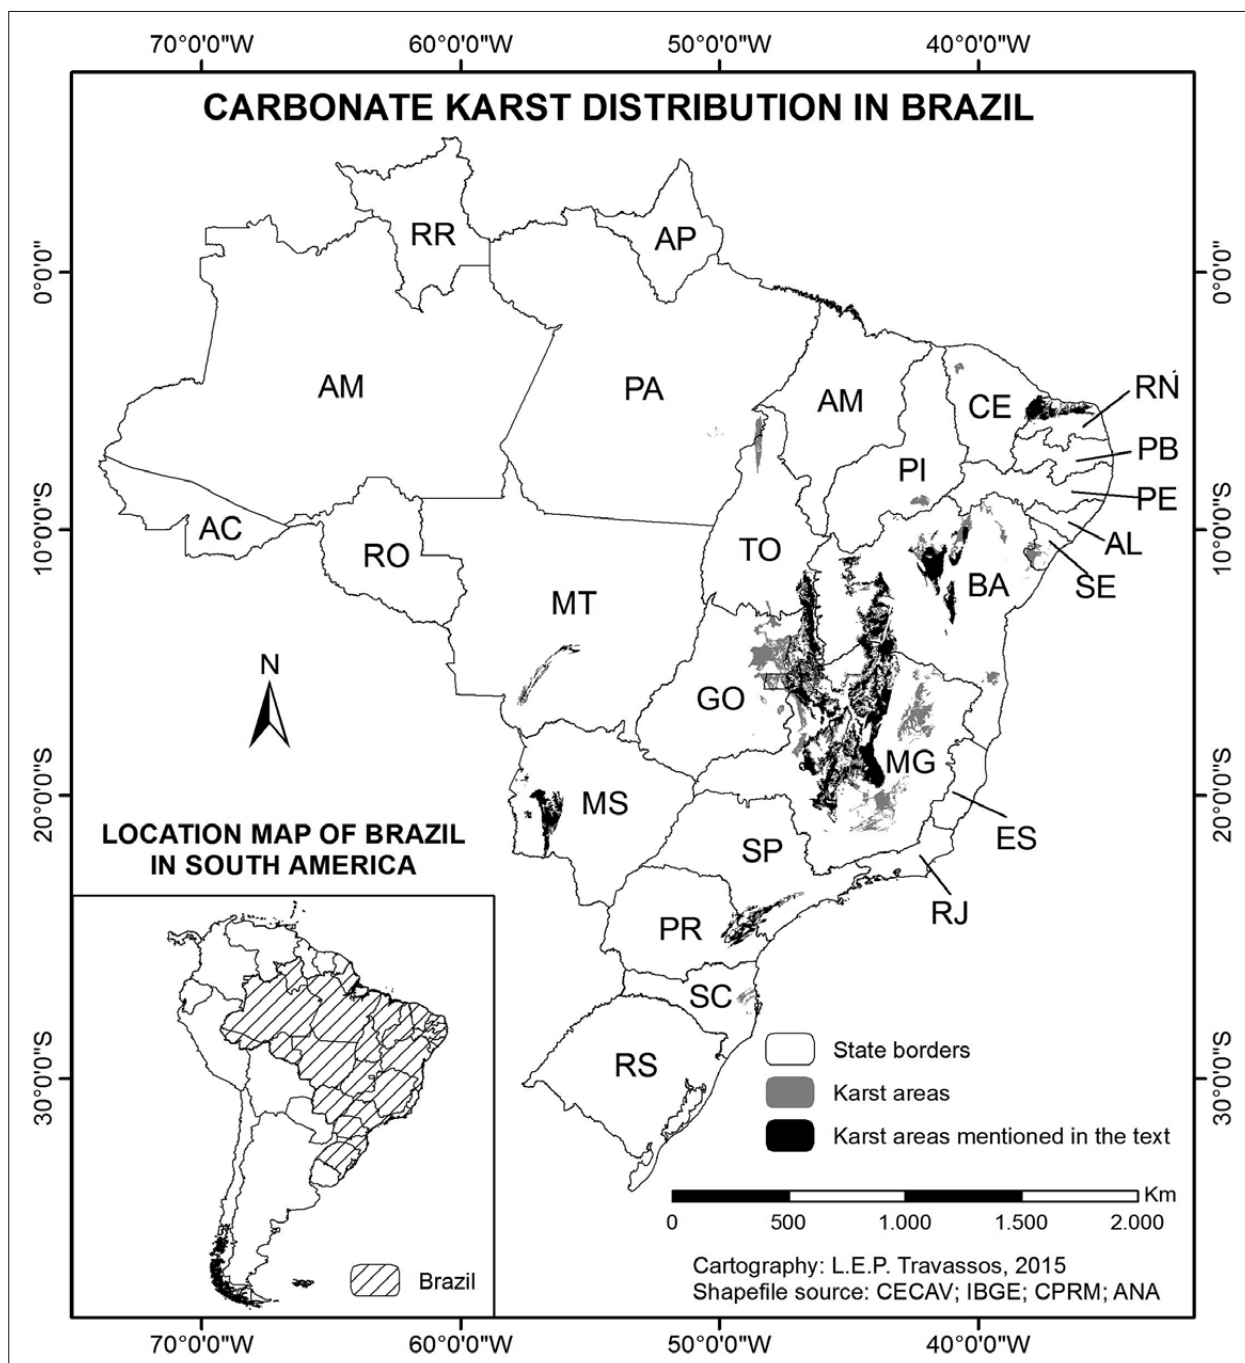 70°0'0"W 60°0'0"W 50°0'0"W 40°0'0"W
CARBONATE KARST DISTRIBUTION IN BRAZIL
RR
AP
0°0'0"
0°0'0"
AM
PA
AM
CE
RN
PB
PI
PE
AC
RO
TO
AL
10°0'0"S
10°0'0"S
MT
BA
SE
N
GO
MG
MS
20°0'0"S
20°0'0"S
ES
LOCATION MAP OF BRAZIL
IN SOUTH AMERICA
SP
RJ
PR
SC
RS
30°0'0"S
30°0'0"S
State borders
Karst areas
Karst areas mentioned in the text
Km
0 500 1.000 1.500 2.000
Brazil
Cartography: L.E.P. Travassos, 2015
Shapefile source: CECAV; IBGE; CPRM; ANA
70°0'0"W 60°0'0"W 50°0'0"W 40°0'0"W